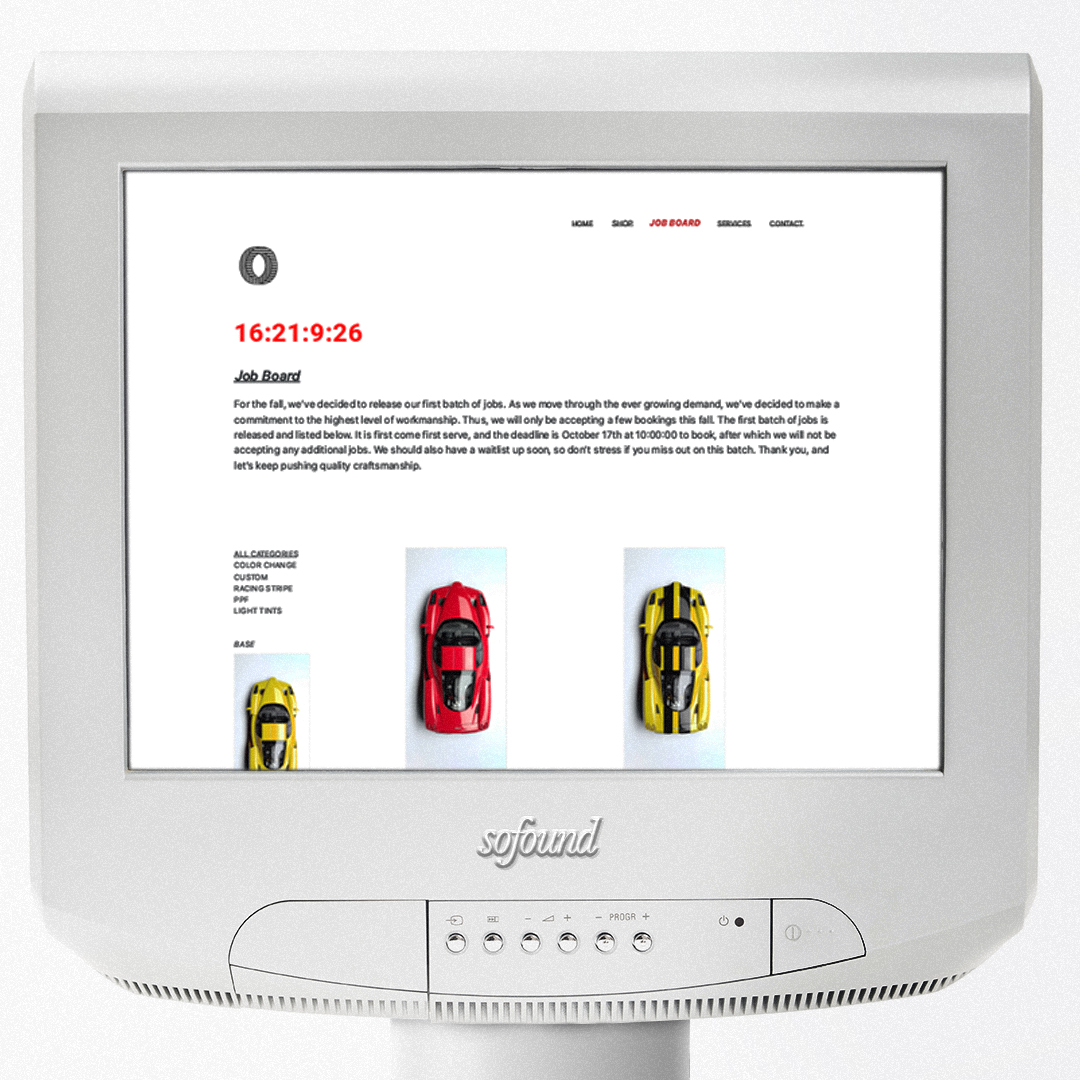 HOME SHOP JOB BOARD SERVICES CONTACT
16:21:9:26
Job Board
For the fall, we've decided to release our first batch of jobs. As we move through the ever growing demand, we've decided to make a
commitment to the highest level of workmanship. Thus, we will only be accepting a few bookings this fall. The first batch of jobs is
released and listed below. It is first come first serve, and the deadline is October 17th at 10:00:00 to book, after which we will not be
accepting any additional jobs. We should also have a waitlist up soon, so don't stress if you miss out on this batch. Thank you, and
let's keep pushing quality craftsmanship.
ALL CATEGORIES
COLOR CHANGE
CUSTOM
RACING STRIPE
PPF
LIGHT TINTS
BASE
sofound
− + − PROGR +